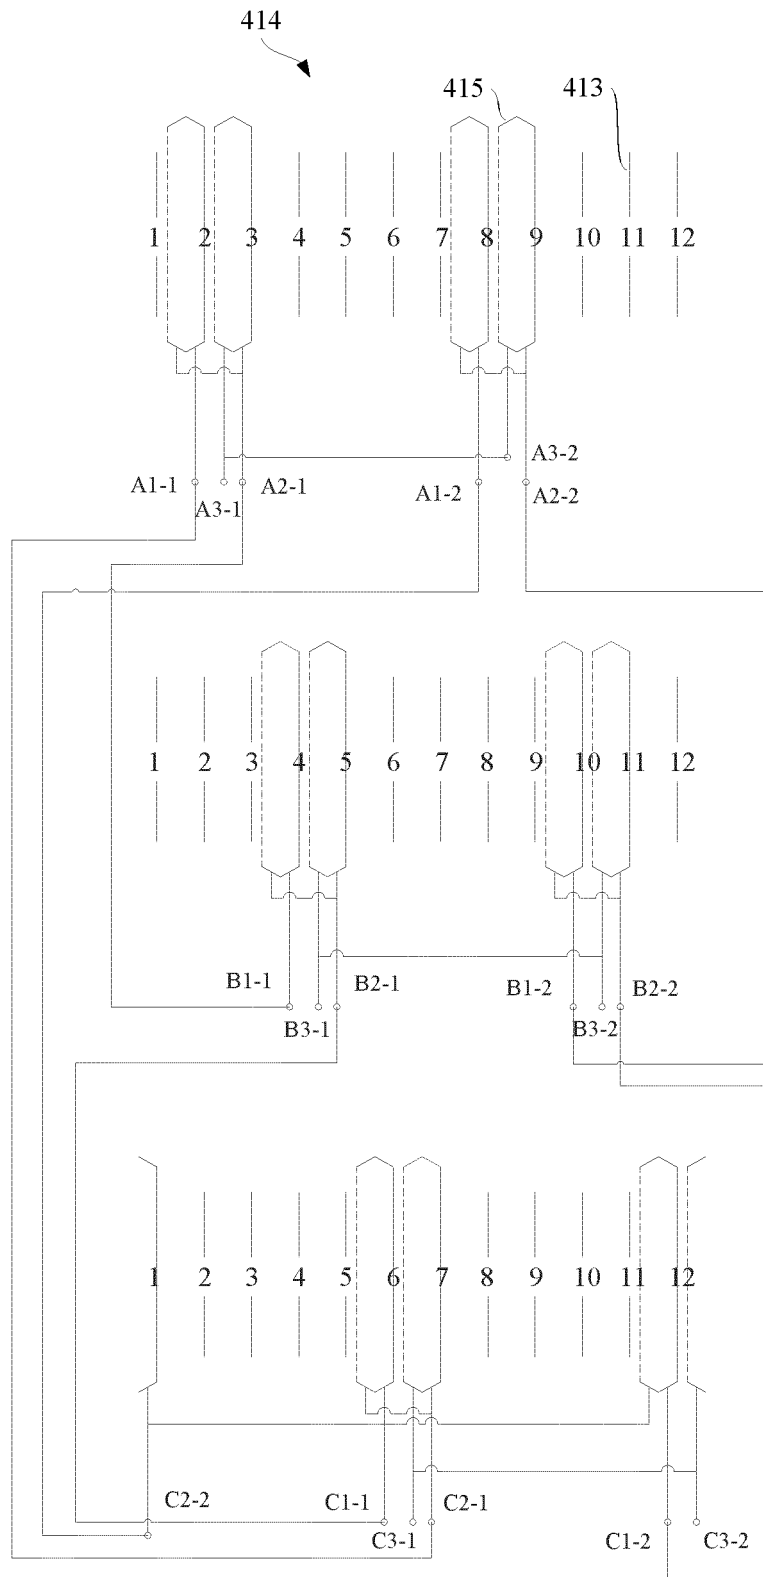 414
415 413
1 2 3 4 5 6 7 8 9 10 11 12
A3-2
A1-1 A2-1 A1-2 A2-2
A3-1
1 2 3 4 5 6 7 8 9 10 11 12
B1-1 B2-1 B1-2 B2-2
B3-1 B3-2
1 2 3 4 5 6 7 8 9 10 11 12
C2-2 C1-1 C2-1
C3-1 C1-2 C3-2